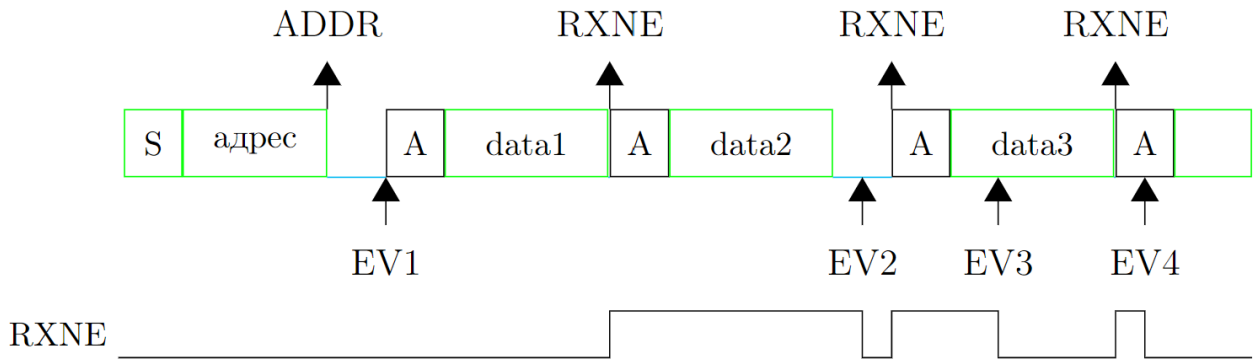 ADDR RXNE RXNE RXNE
S адрес A data1 A data2 A data3 A
EV1 EV2 EV3 EV4
RXNE